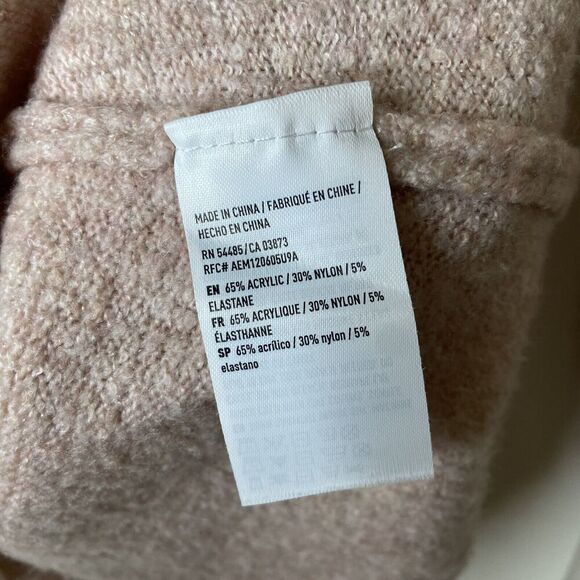 MADE IN CHINA / FABRIQUÉ EN CHINE /
HECHO EN CHINA
RN 54485 / CA 03873
RFC# AEM120605U9A
EN 65% ACRYLIC / 30% NYLON / 5%
ELASTANE
FR 65% ACRYLIQUE / 30% NYLON / 5%
ÉLASTHANNE
SP 65% acrílico / 30% nylon / 5%
elastano